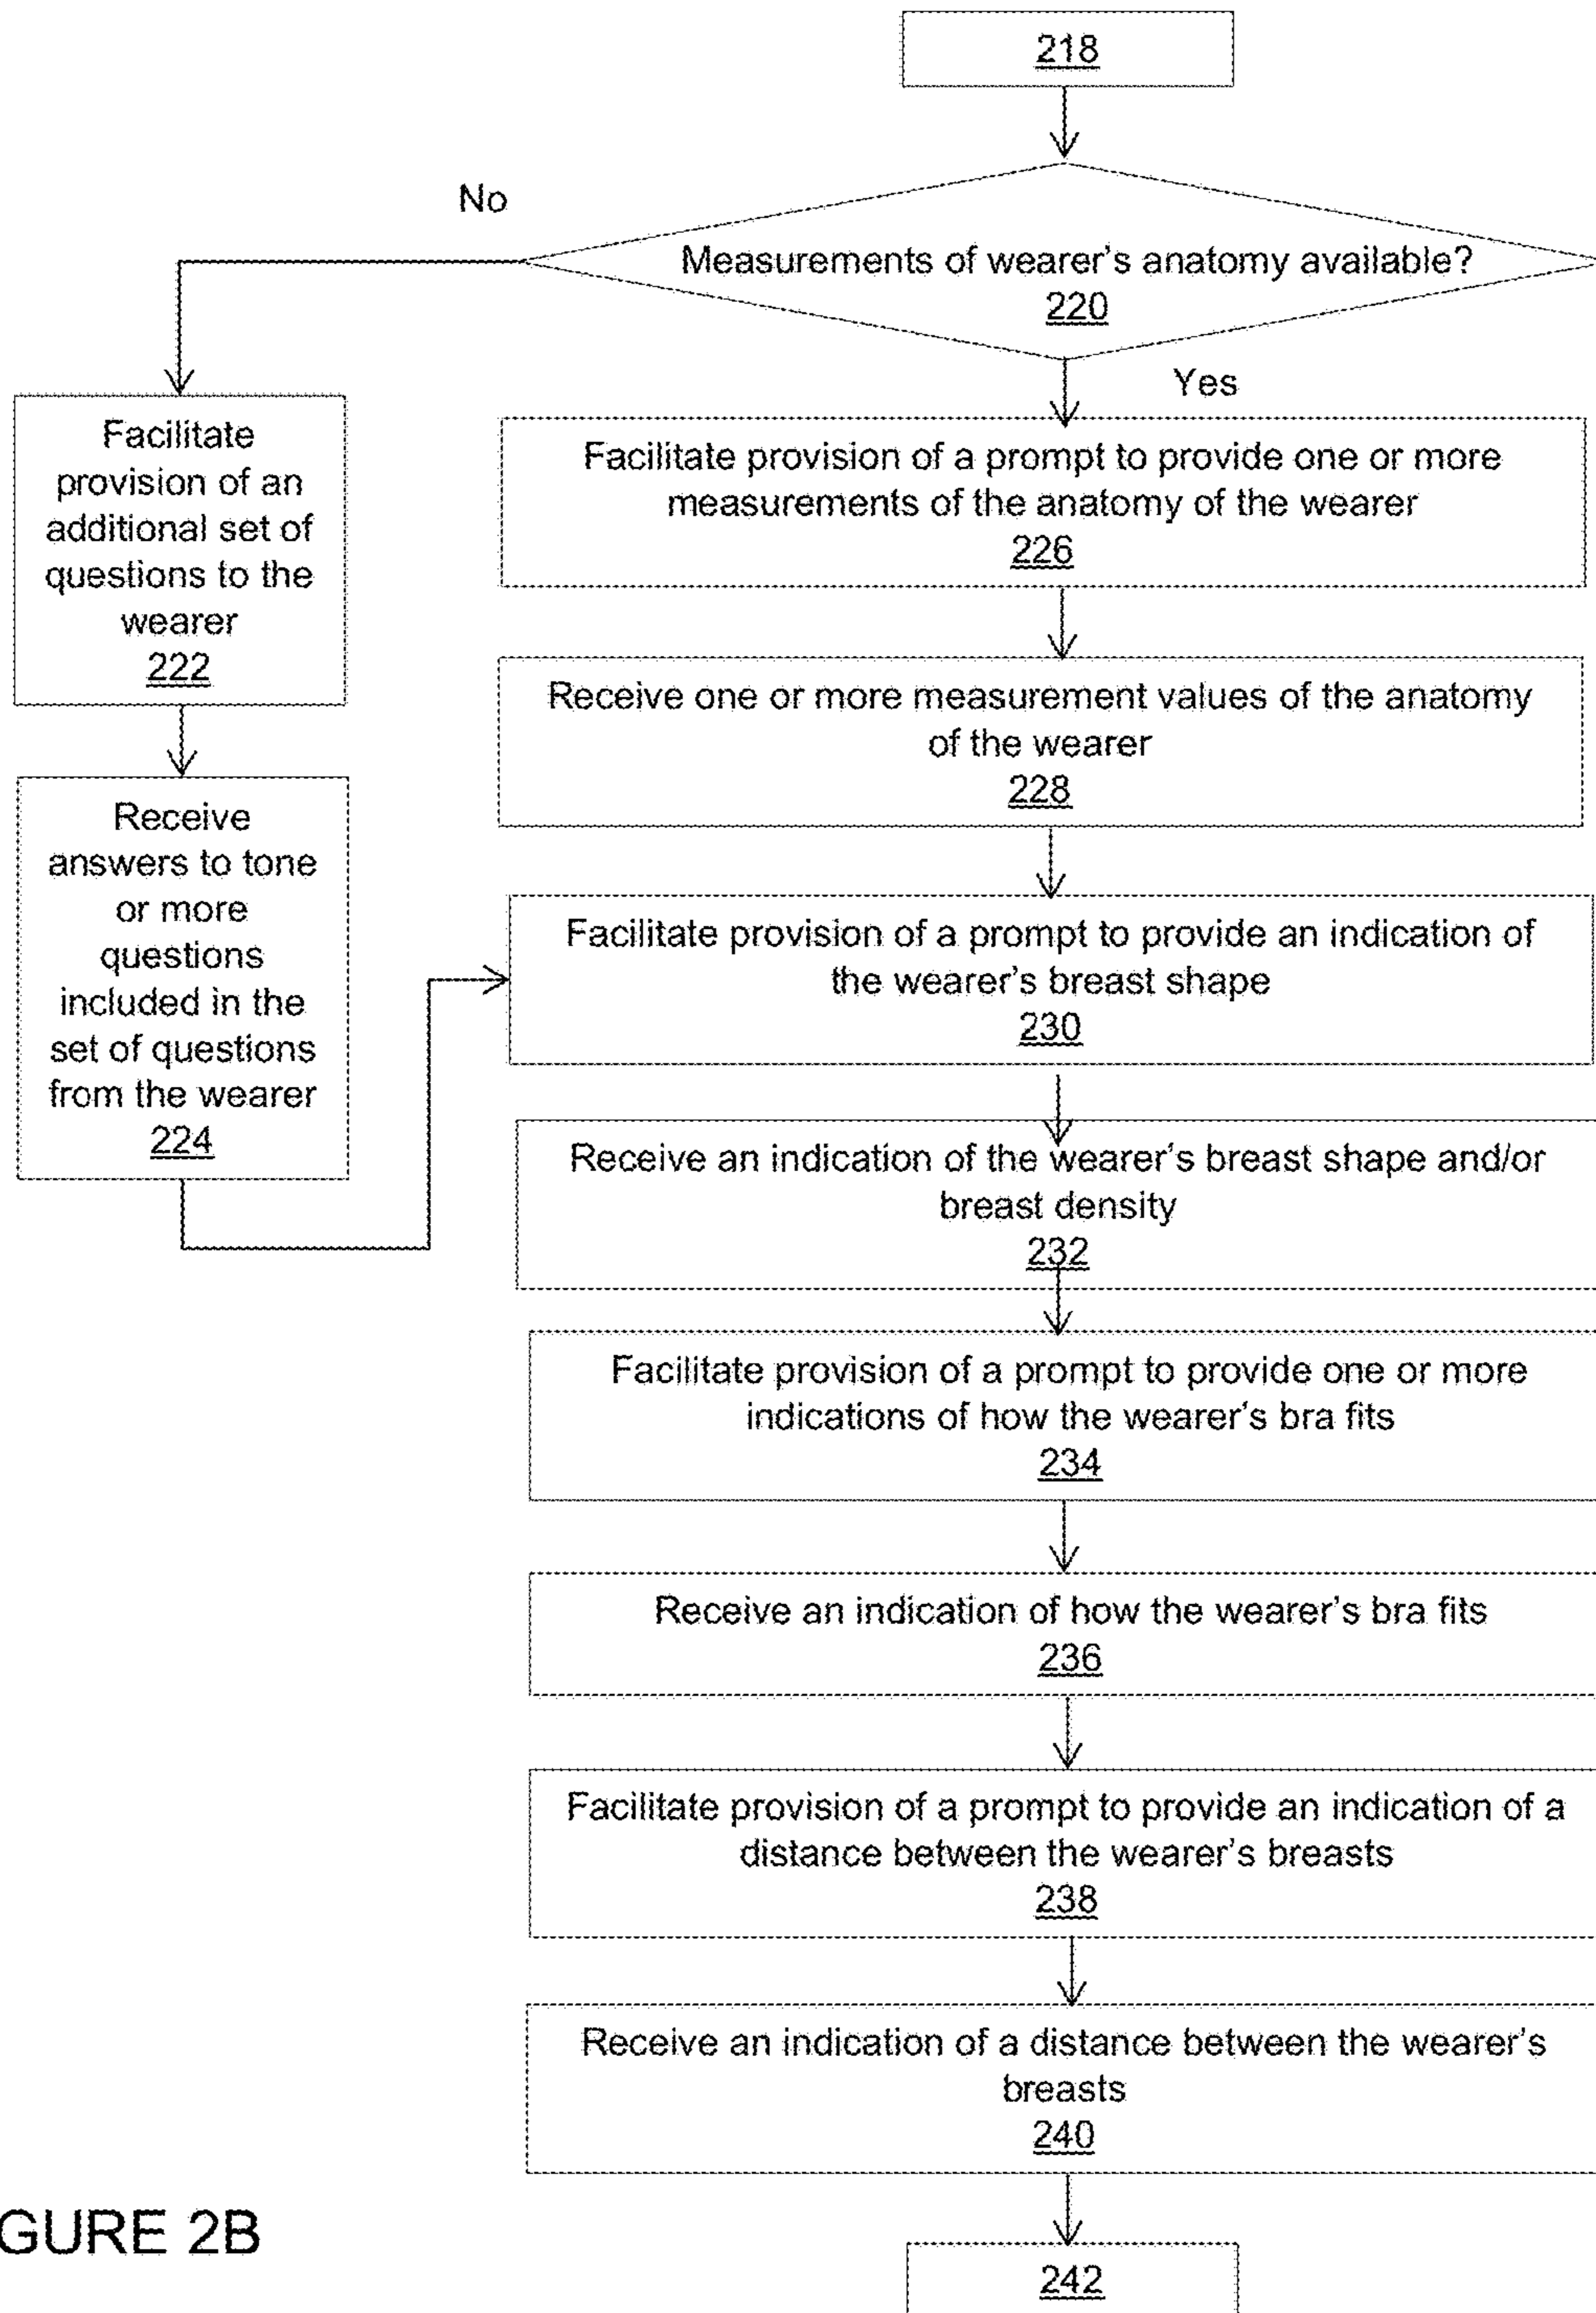 218
No
Measurements of wearer's anatomy available?
220
Yes
Facilitate
provision of an
additional set of
questions to the
wearer
222
Facilitate provision of a prompt to provide one or more
measurements of the anatomy of the wearer
226
Receive one or more measurement values of the anatomy
of the wearer
228
Receive
answers to tone
or more
questions
included in the
set of questions
from the wearer
224
Facilitate provision of a prompt to provide an indication of
the wearer's breast shape
230
Receive an indication of the wearer's breast shape and/or
breast density
232
Facilitate provision of a prompt to provide one or more
indications of how the wearer's bra fits
234
Receive an indication of how the wearer's bra fits
236
Facilitate provision of a prompt to provide an indication of a
distance between the wearer's breasts
238
Receive an indication of a distance between the wearer's
breasts
240
GURE 2B
242